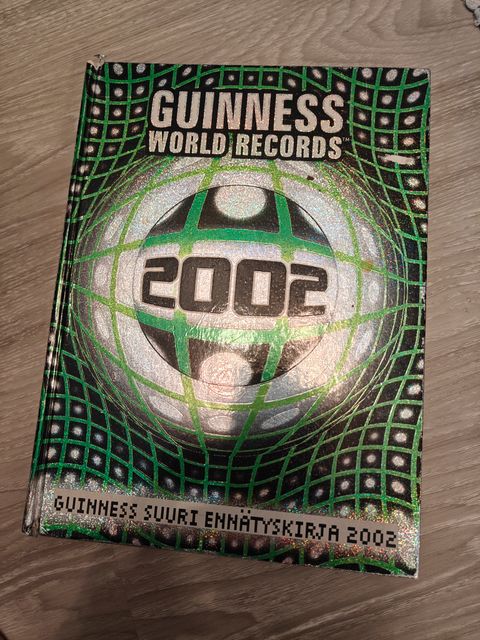 GUINNESS
WORLD RECORDS™
2002
GUINNESS SUURI ENNÄTYSKIRJA 2002